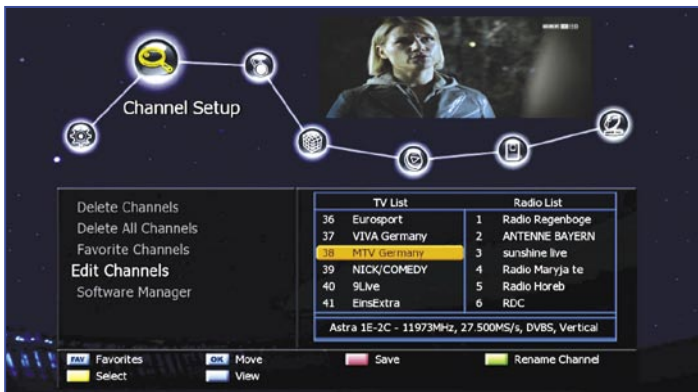 Channel Setup
Delete Channels
Delete All Channels
Favorite Channels
Edit Channels
Software Manager
TV List
36 Eurosport
37 VIVA Germany
38 MTV Germany
39 NICK/COMEDY
40 9Live
41 EinsExtra
Radio List
1 Radio Regenboge
2 ANTENNE BAYERN
3 sunshine live
4 Radio Maryja te
5 Radio Horeb
6 RDC
Astra 1E-2C - 11973MHz, 27.500MS/s, DVBS, Vertical
FAV Favorites
OK Move
Save
Rename Channel
Select
View